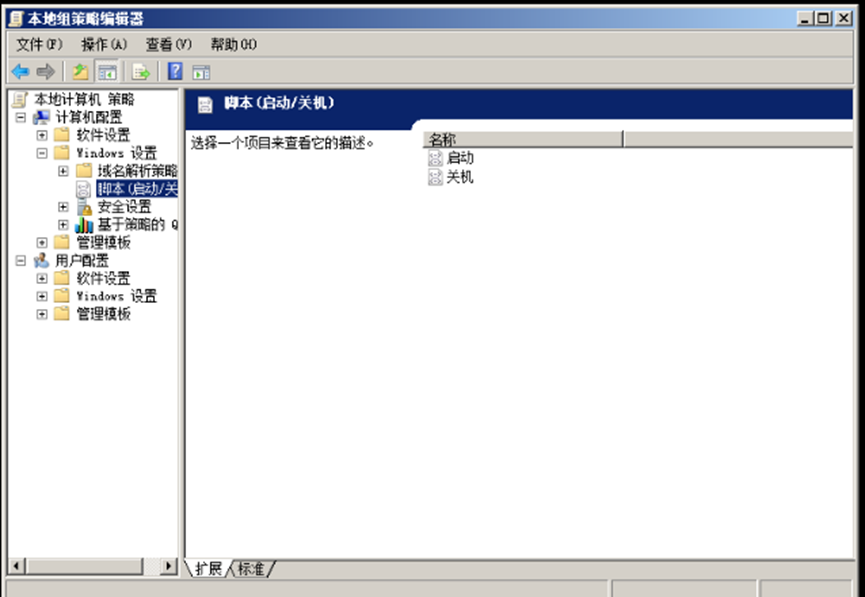 本地组策略编辑器
文件(F) 操作(A) 查看(V) 帮助(H)
本地计算机 策略
计算机配置
软件设置
Windows 设置
域名解析策略
脚本(启动/关
安全设置
基于策略的 Q
管理模板
用户配置
软件设置
Windows 设置
管理模板
脚本(启动/关机)
选择一个项目来查看它的描述。
名称
启动
关机
扩展 标准